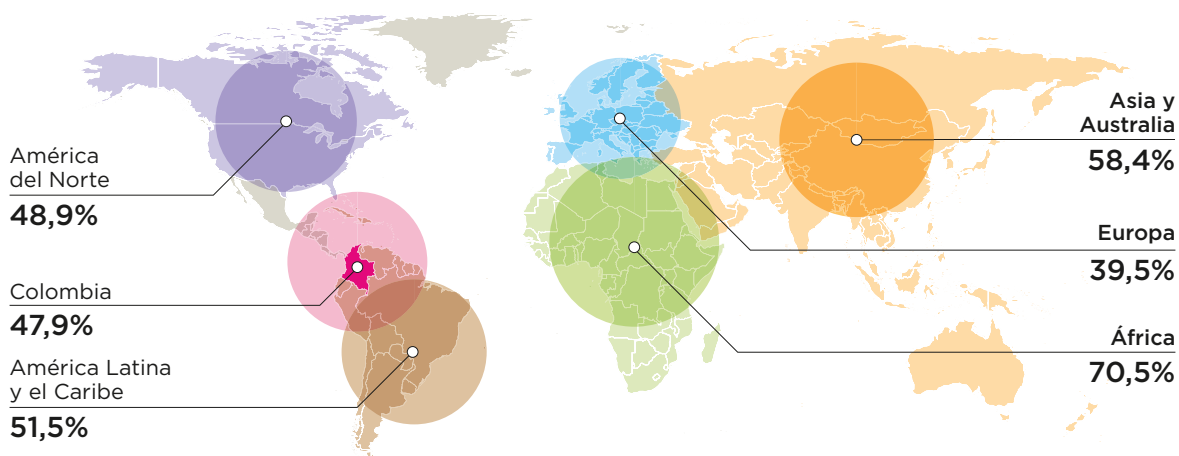 América
del Norte
48,9%
Colombia
47,9%
América Latina
y el Caribe
51,5%
Asia y
Australia
58,4%
Europa
39,5%
África
70,5%